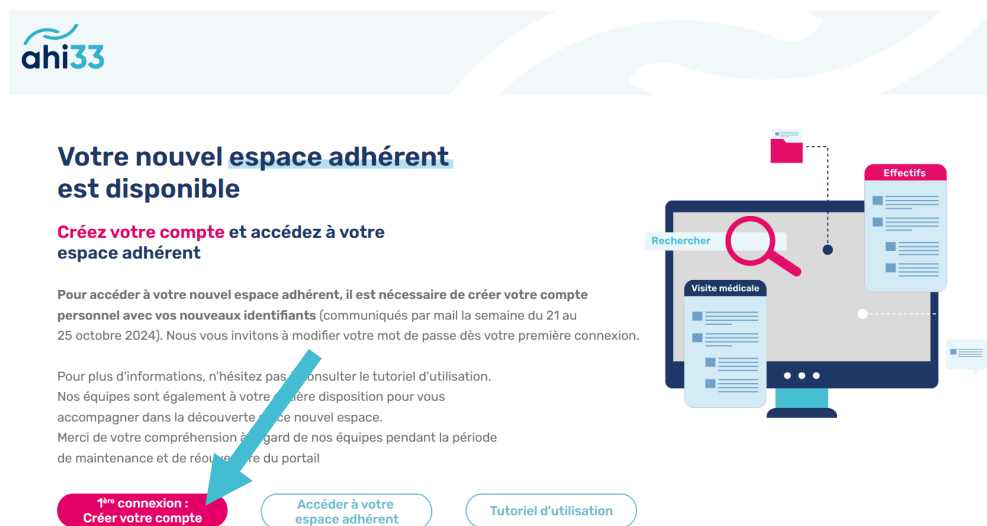 ahi33
Votre nouvel espace adhérent
est disponible
Créez votre compte et accédez à votre
espace adhérent
Pour accéder à votre nouvel espace adhérent, il est nécessaire de créer votre compte
personnel avec vos nouveaux identifiants (communiqués par mail la semaine du 21 au
25 octobre 2024). Nous vous invitons à modifier votre mot de passe dès votre première connexion.
Pour plus d'informations, n'hésitez pas consulter le tutoriel d'utilisation.
Nos équipes sont également à votre disposition pour vous
accompagner dans la découverte ce nouvel espace.
Merci de votre compréhension à de nos équipes pendant la période
de maintenance et de du portail
1ère connexion :
Créer votre compte
Accéder à votre
espace adhérent
Tutoriel d'utilisation
Effectifs
Rechercher
Visite médicale